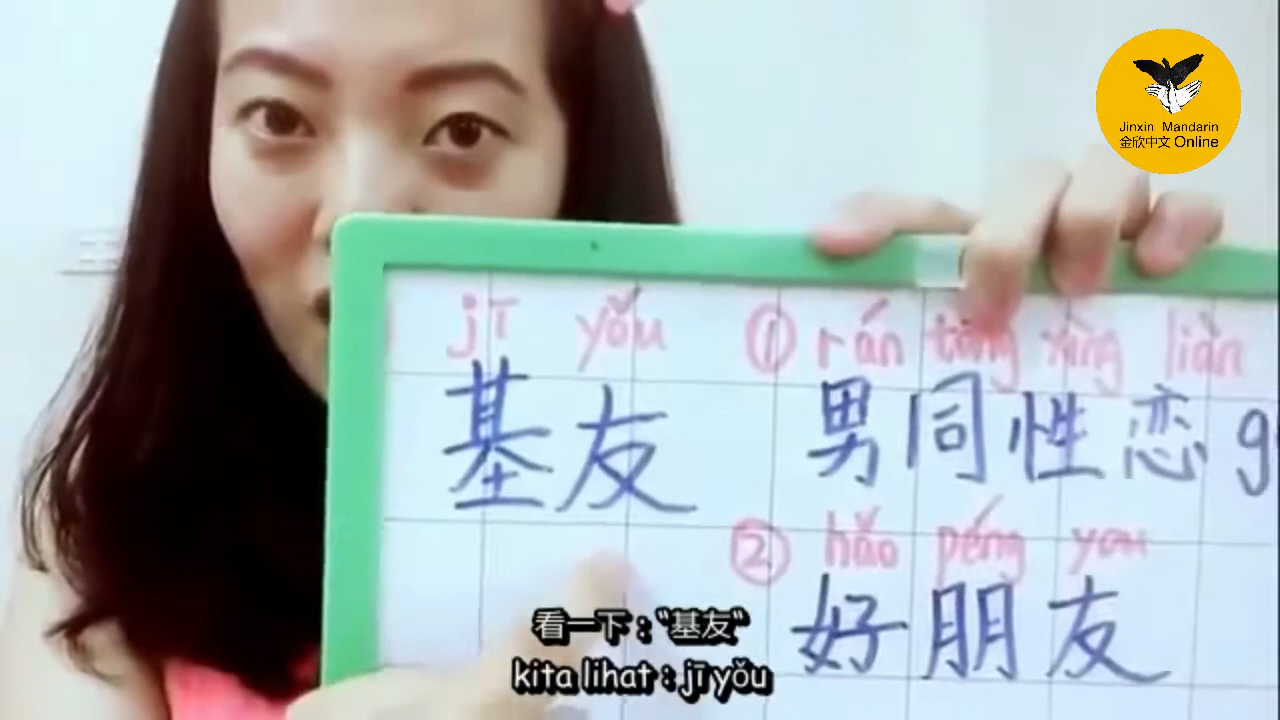 Jinxin Mandarin
金欣中文 Online
jī yǒu ① rán tóng xìng liàn
基友 男同性恋
② hǎo péng you
好朋友
看一下："基友"
kita lihat : jī yǒu